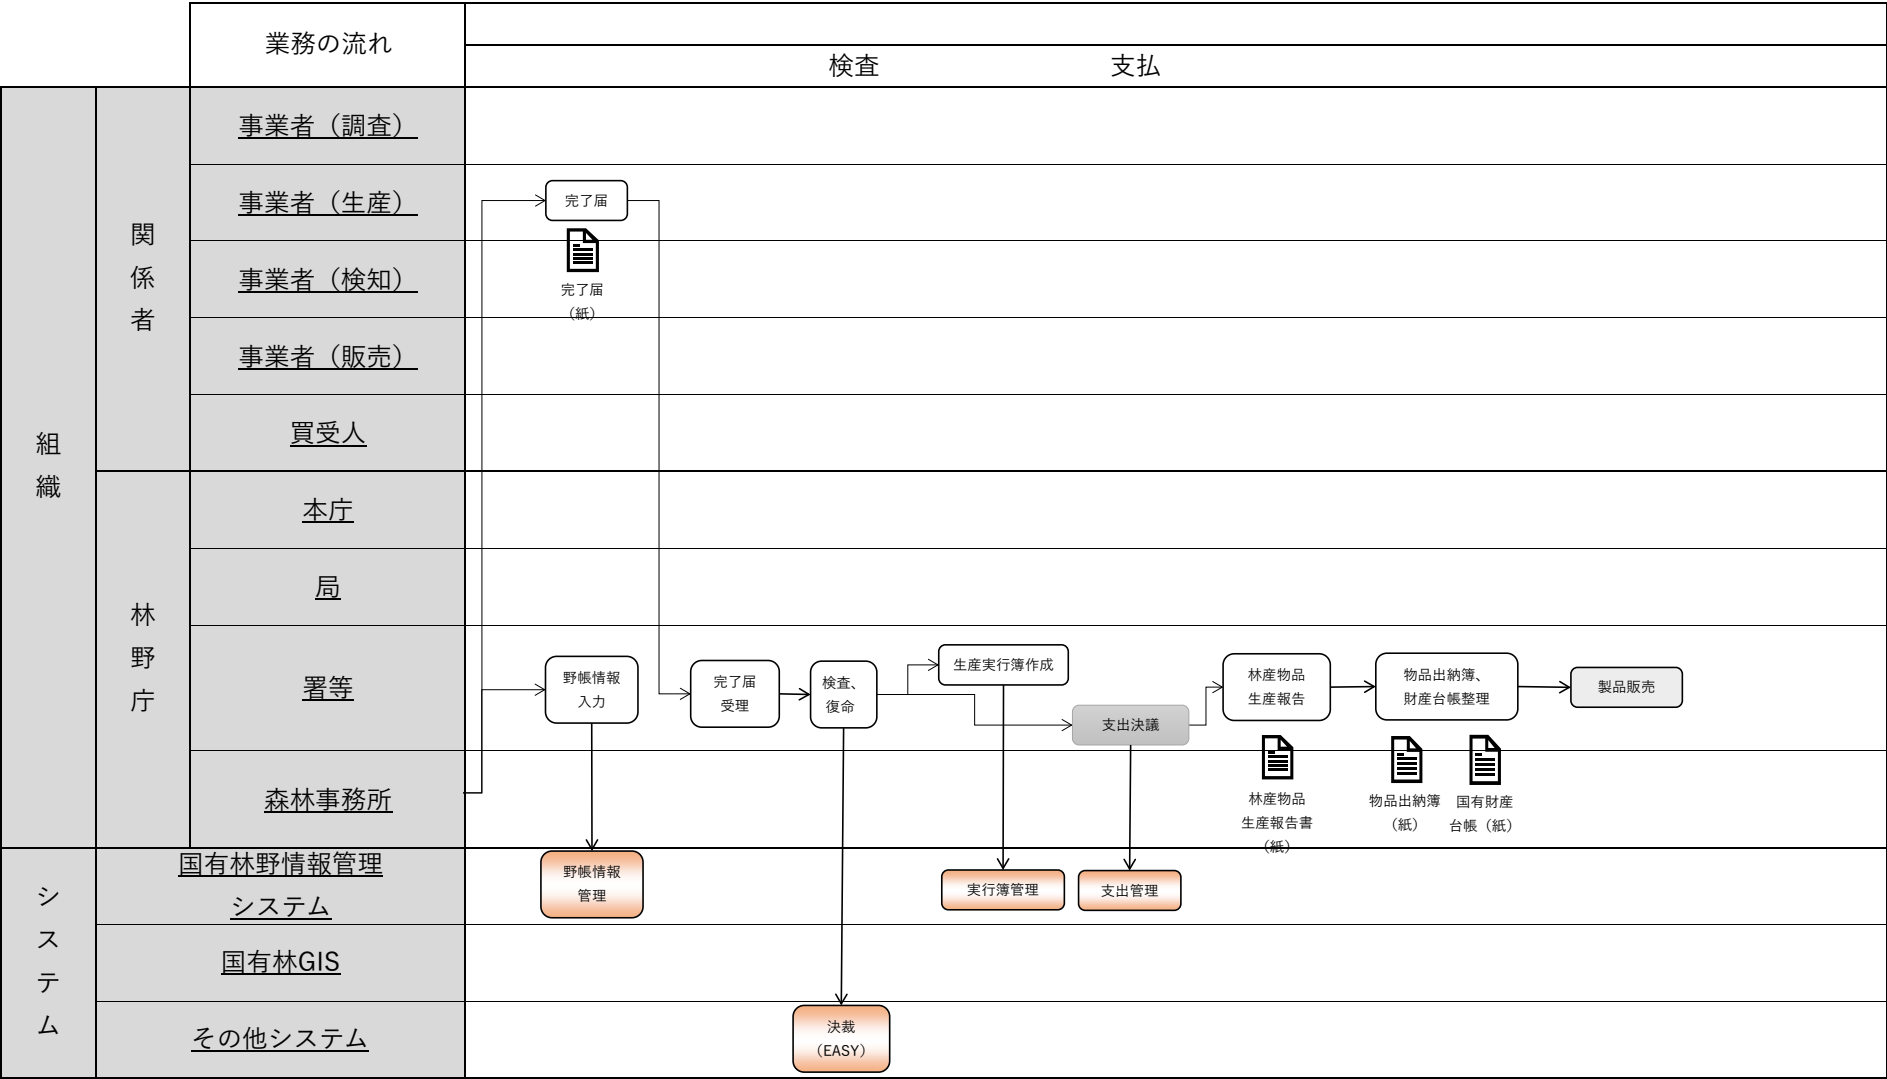 業務の流れ
検査
支払
組
織
関
係
者
事業者（調査）
事業者（生産）
完了届
完了届
（紙）
事業者（検知）
事業者（販売）
買受人
林
野
庁
本庁
局
署等
野帳情報
入力
完了届
受理
検査、
復命
生産実行簿作成
支出決議
林産物品
生産報告
物品出納簿、
財産台帳整理
製品販売
森林事務所
林産物品
生産報告書
（紙）
物品出納簿
（紙）
国有財産
台帳（紙）
シ
ス
テ
ム
国有林野情報管理
システム
野帳情報
管理
実行簿管理
支出管理
国有林GIS
その他システム
決裁
（EASY）